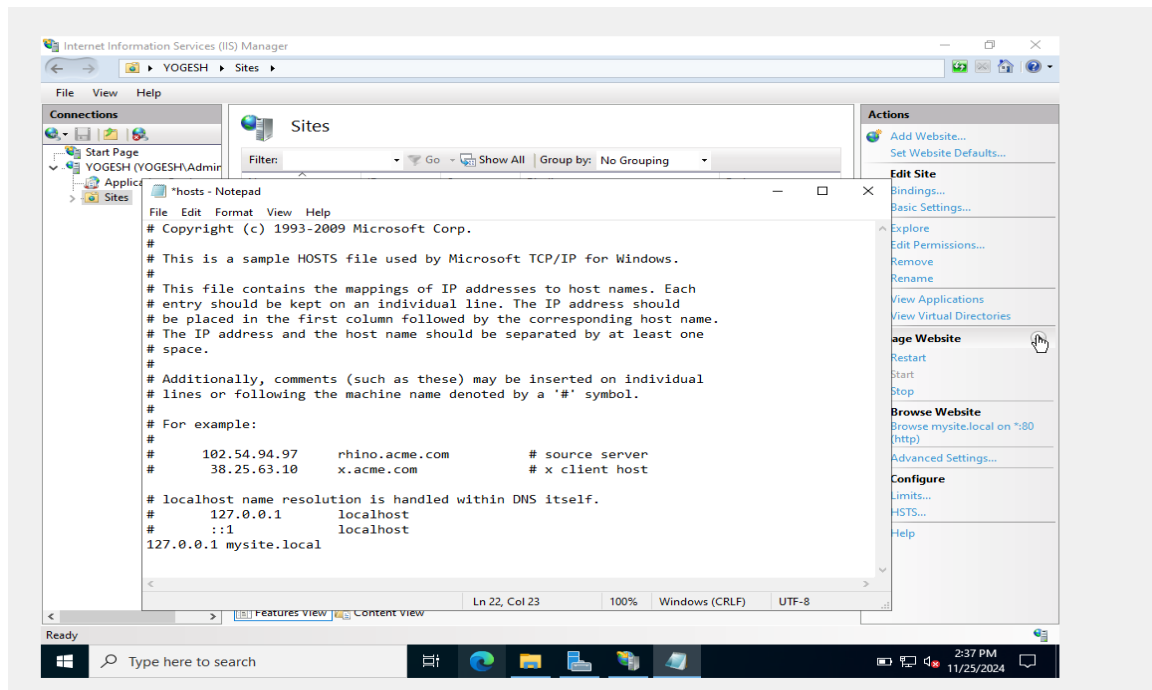 Internet Information Services (IIS) Manager
YOGESH Sites
File View Help
Connections
Start Page
YOGESH (YOGESH\Admin
Applica
Sites
Sites
Filter: Go Show All Group by: No Grouping
*hosts - Notepad
File Edit Format View Help
# Copyright (c) 1993-2009 Microsoft Corp.
#
# This is a sample HOSTS file used by Microsoft TCP/IP for Windows.
#
# This file contains the mappings of IP addresses to host names. Each
# entry should be kept on an individual line. The IP address should
# be placed in the first column followed by the corresponding host name.
# The IP address and the host name should be separated by at least one
# space.
#
# Additionally, comments (such as these) may be inserted on individual
# lines or following the machine name denoted by a '#' symbol.
#
# For example:
#
# 102.54.94.97 rhino.acme.com # source server
# 38.25.63.10 x.acme.com # x client host
# localhost name resolution is handled within DNS itself.
# 127.0.0.1 localhost
# ::1 localhost
127.0.0.1 mysite.local
Ln 22, Col 23 100% Windows (CRLF) UTF-8
Features View Content View
Actions
Add Website...
Set Website Defaults...
Edit Site
Bindings...
Basic Settings...
Explore
Edit Permissions...
Remove
Rename
View Applications
View Virtual Directories
age Website
Restart
Start
Stop
Browse Website
Browse mysite.local on *:80
(http)
Advanced Settings...
Configure
Limits...
HSTS...
Help
Ready
Type here to search
2:37 PM
11/25/2024